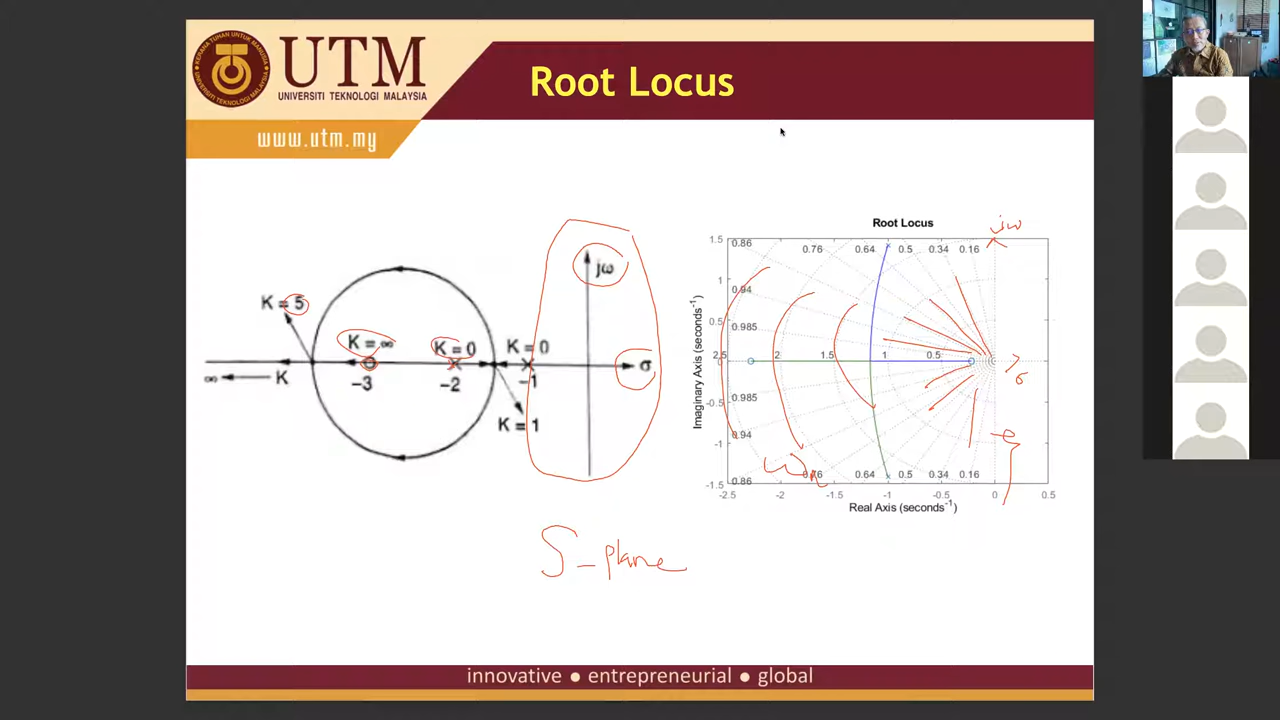 UTM
UNIVERSITI TEKNOLOGI MALAYSIA
www.utm.my
Root Locus
K = 5
K = ∞
K = 0
K = 0
jω
σ
∞ ← K
-3
-2
-1
K = 1
S-plane
Root Locus
jω
1.5
1
0.5
0
-0.5
-1
-1.5
0.86
0.76
0.64
0.5
0.34
0.16
0.94
0.985
2.5
2
1.5
1
0.5
σ
0.985
0.94
0.86
0.76
0.64
0.5
0.34
0.16
ωn
Imaginary Axis (seconds⁻¹)
-2.5
-2
-1.5
-1
-0.5
0
0.5
Real Axis (seconds⁻¹)
innovative ● entrepreneurial ● global